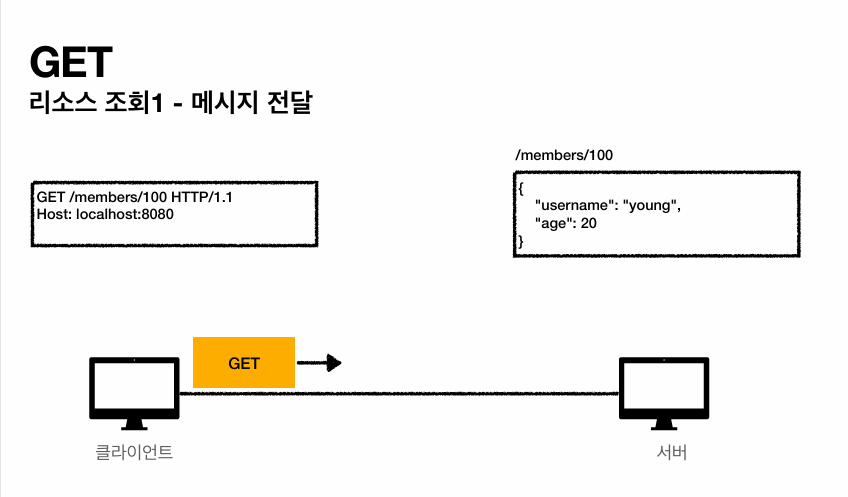 GET
리소스 조회1 - 메시지 전달
GET /members/100 HTTP/1.1
Host: localhost:8080
/members/100
{
"username": "young",
"age": 20
}
GET
클라이언트
서버